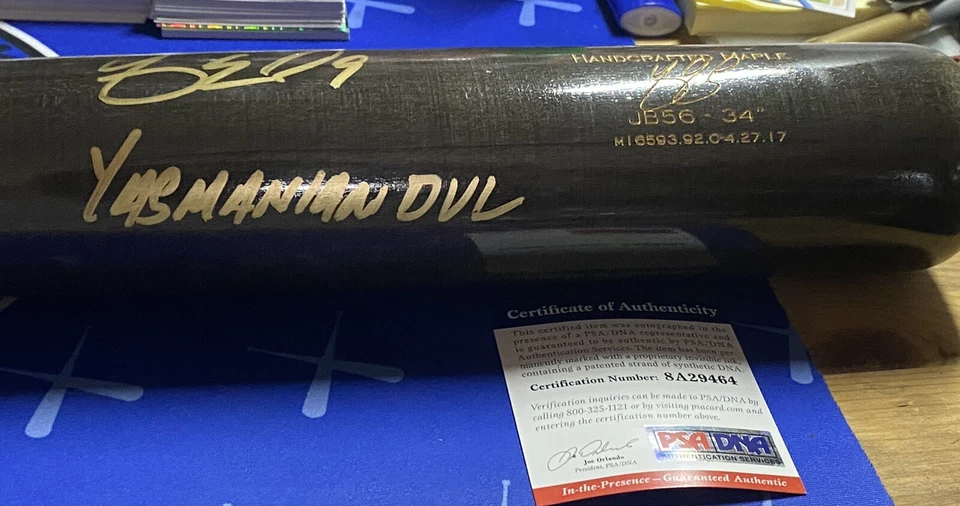 HANDCRAFTED MAPLE
JB56 - 34"
M16593.92.0-4.27.17
YASMANIAN DVL
Certificate of Authenticity
This certified item was autographed in the
presence of a PSA/DNA representative and
is guaranteed to be authentic by PSA/DNA
Authentication Services. The item has been per-
manently marked with a proprietary invisible ink
containing a patented strand of synthetic DNA.
Certification Number: 8A29464
Verification inquiries can be made to PSA/DNA by
calling 800-325-1121 or by visiting psacard.com and
entering the certification number above.
Joe Orlando
President, PSA/DNA
PSA DNA
AUTHENTICATION SERVICES
In-the-Presence—Guaranteed Authentic